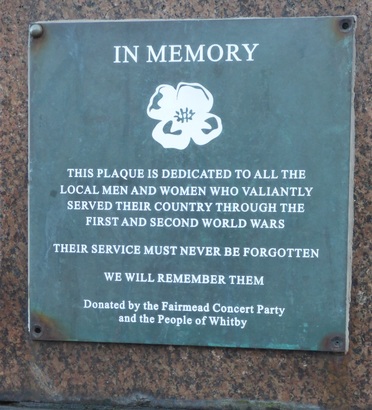 IN MEMORY
THIS PLAQUE IS DEDICATED TO ALL THE
LOCAL MEN AND WOMEN WHO VALIANTLY
SERVED THEIR COUNTRY THROUGH THE
FIRST AND SECOND WORLD WARS
THEIR SERVICE MUST NEVER BE FORGOTTEN
WE WILL REMEMBER THEM
Donated by the Fairmead Concert Party
and the People of Whitby